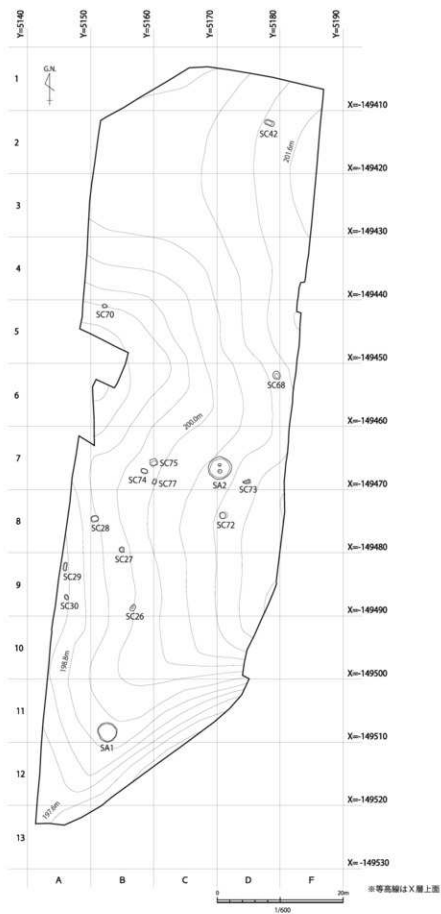 Y=5140
Y=5150
Y=5160
Y=5170
Y=5180
Y=5190
G.N.
1
2
3
4
5
6
7
8
9
10
11
12
13
X=-149410
X=-149420
X=-149430
X=-149440
X=-149450
X=-149460
X=-149470
X=-149480
X=-149490
X=-149500
X=-149510
X=-149520
X= -149530
SC42
201.6m
SC70
SC68
200.0m
SC75
SC74
SC77
SA2
SC73
SC28
SC72
SC27
SC29
SC30
SC26
198.8m
SA1
197.6m
A B C D F
0 20m
1/600
※等高線はⅩ層上面